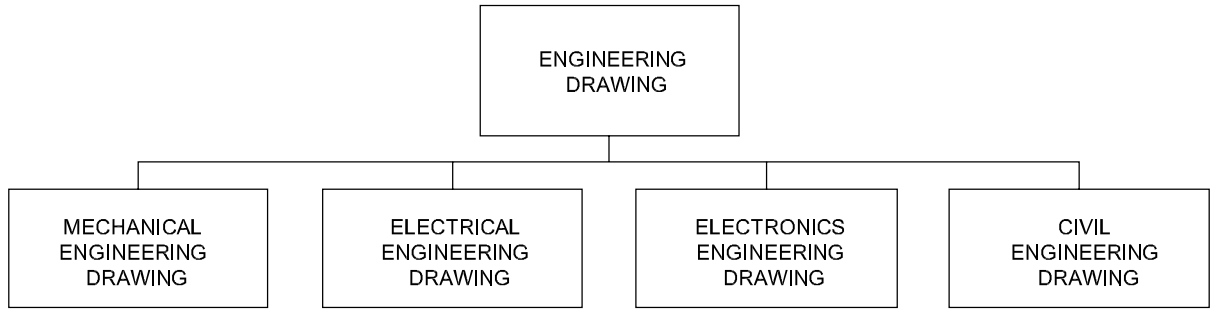 ENGINEERING
DRAWING
MECHANICAL
ENGINEERING
DRAWING
ELECTRICAL
ENGINEERING
DRAWING
ELECTRONICS
ENGINEERING
DRAWING
CIVIL
ENGINEERING
DRAWING